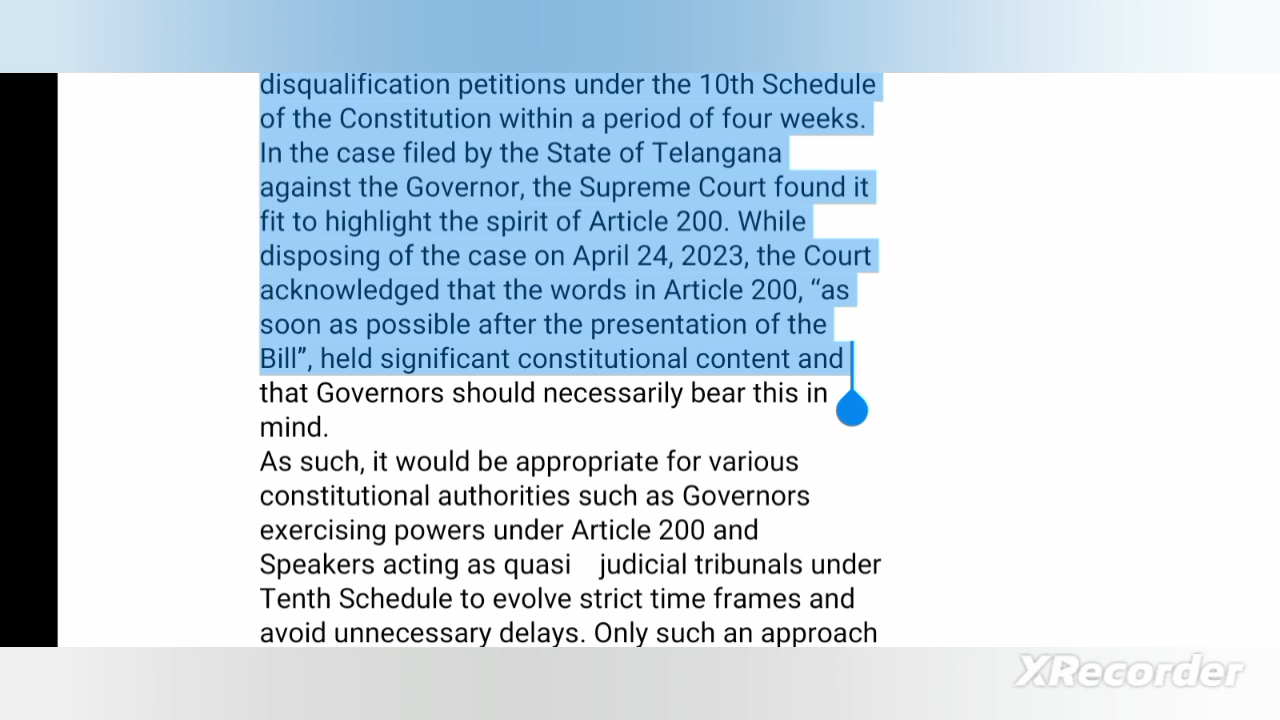 disqualification petitions under the 10th Schedule
of the Constitution within a period of four weeks.
In the case filed by the State of Telangana
against the Governor, the Supreme Court found it
fit to highlight the spirit of Article 200. While
disposing of the case on April 24, 2023, the Court
acknowledged that the words in Article 200, “as
soon as possible after the presentation of the
Bill”, held significant constitutional content and
that Governors should necessarily bear this in
mind.
As such, it would be appropriate for various
constitutional authorities such as Governors
exercising powers under Article 200 and
Speakers acting as quasi judicial tribunals under
Tenth Schedule to evolve strict time frames and
avoid unnecessary delays. Only such an approach
XRecorder